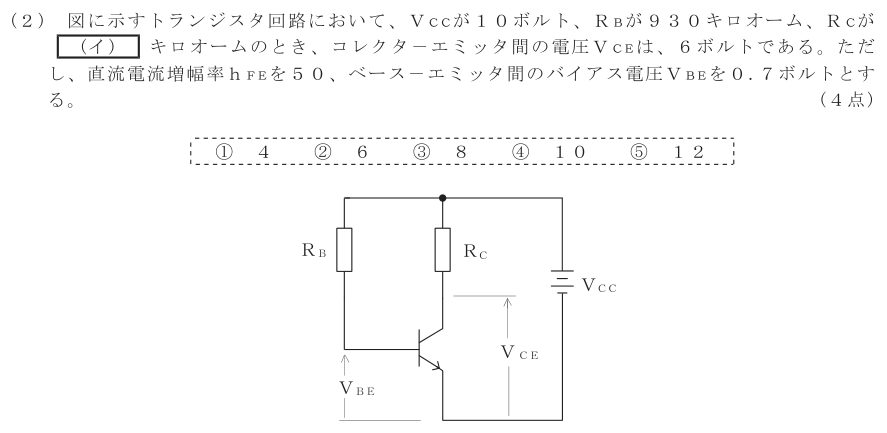 (2) 図に示すトランジスタ回路において、Vccが10ボルト、RBが930キロオーム、Rcが
(イ) キロオームのとき、コレクタ－エミッタ間の電圧VCEは、6ボルトである。ただ
し、直流電流増幅率hFEを50、ベース－エミッタ間のバイアス電圧VBEを0.7ボルトとす
る。 (4点)
① 4 ② 6 ③ 8 ④ 10 ⑤ 12
RB
RC
VCC
VCE
VBE